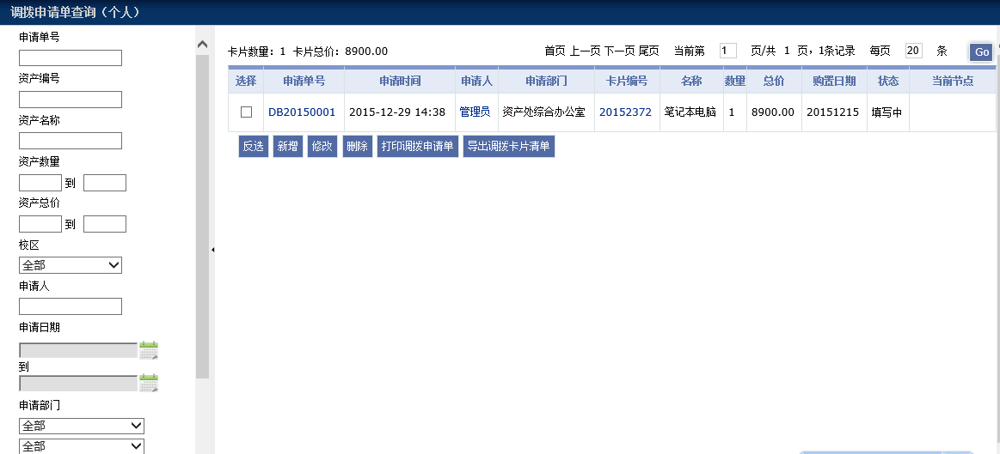 调拨申请单查询（个人）
申请单号
资产编号
资产名称
资产数量
到
资产总价
到
校区
全部
申请人
申请日期
到
申请部门
全部
全部
卡片数量：1 卡片总价：8900.00 首页 上一页 下一页 尾页 当前第 1 页/共 1 页，1条记录 每页 20 条 Go
选择 申请单号 申请时间 申请人 申请部门 卡片编号 名称 数量 总价 购置日期 状态 当前节点
DB20150001 2015-12-29 14:38 管理员 资产处综合办公室 20152372 笔记本电脑 1 8900.00 20151215 填写中
反选 新增 修改 删除 打印调拨申请单 导出调拨卡片清单